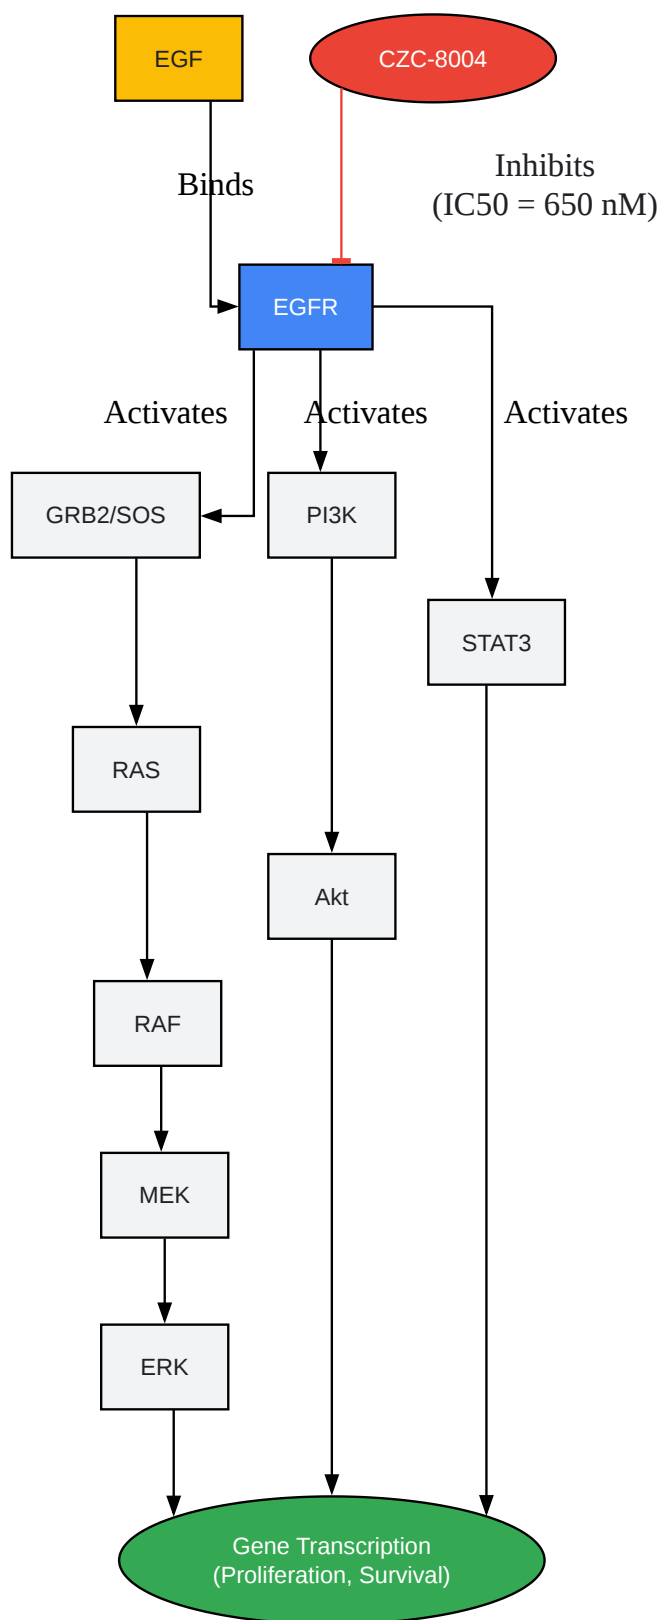 EGF
CZC-8004
Binds
Inhibits
(IC50 = 650 nM)
EGFR
Activates
Activates
Activates
GRB2/SOS
PI3K
STAT3
RAS
Akt
RAF
MEK
ERK
Gene Transcription
(Proliferation, Survival)